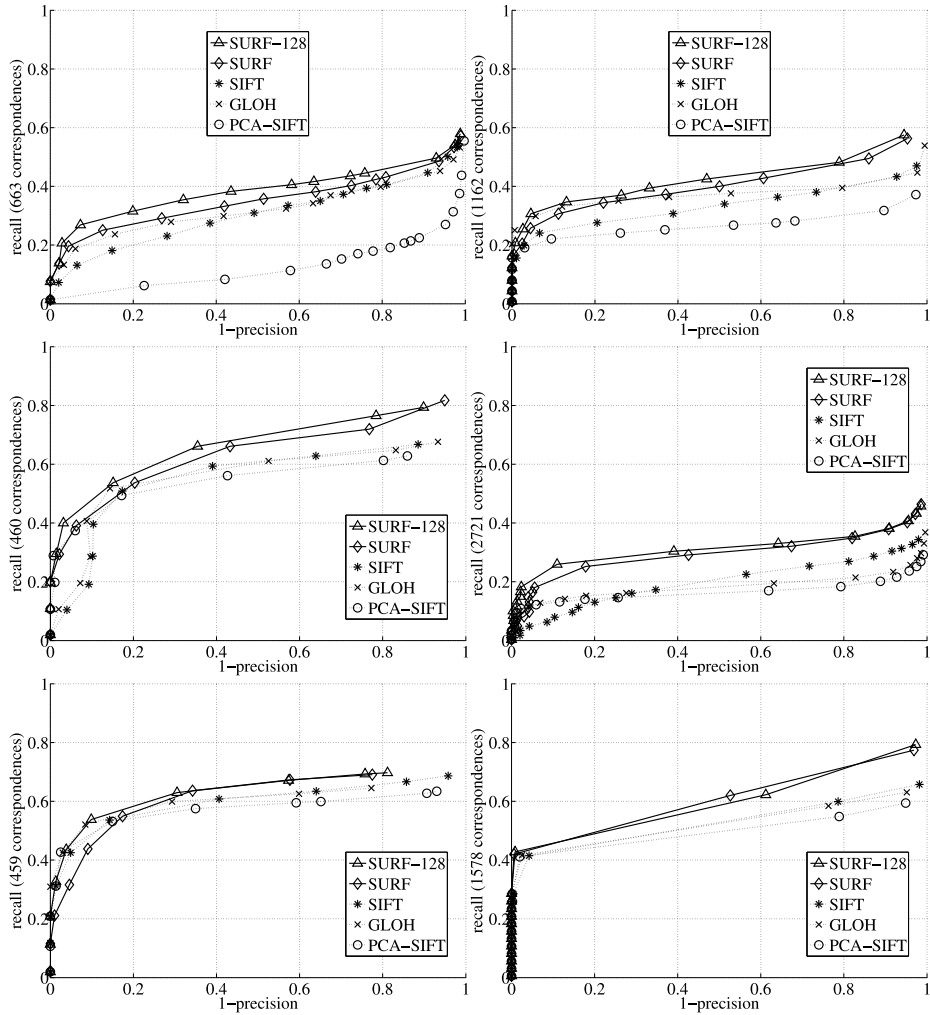 1
0.8
0.6
0.4
0.2
0
recall (663 correspondences)
SURF-128
SURF
SIFT
GLOH
PCA-SIFT
0 0.2 0.4 0.6 0.8 1
1-precision
1
0.8
0.6
0.4
0.2
0
recall (1162 correspondences)
SURF-128
SURF
SIFT
GLOH
PCA-SIFT
0 0.2 0.4 0.6 0.8 1
1-precision
1
0.8
0.6
0.4
0.2
0
recall (460 correspondences)
SURF-128
SURF
SIFT
GLOH
PCA-SIFT
0 0.2 0.4 0.6 0.8 1
1-precision
1
0.8
0.6
0.4
0.2
0
recall (2721 correspondences)
SURF-128
SURF
SIFT
GLOH
PCA-SIFT
0 0.2 0.4 0.6 0.8 1
1-precision
1
0.8
0.6
0.4
0.2
0
recall (459 correspondences)
SURF-128
SURF
SIFT
GLOH
PCA-SIFT
0 0.2 0.4 0.6 0.8 1
1-precision
1
0.8
0.6
0.4
0.2
0
recall (1578 correspondences)
SURF-128
SURF
SIFT
GLOH
PCA-SIFT
0 0.2 0.4 0.6 0.8 1
1-precision